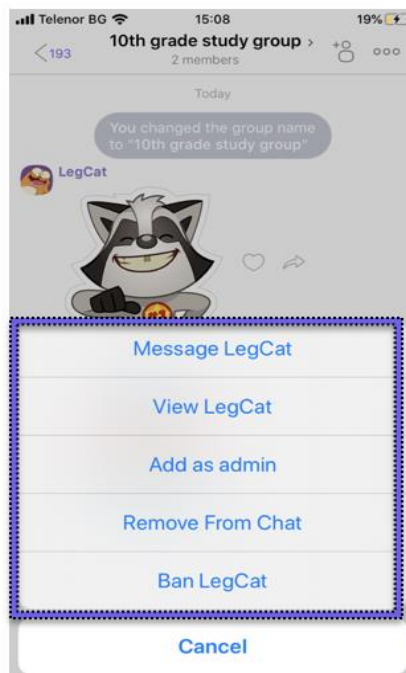 Telenor BG 15:08 19%
193 10th grade study group
2 members
Today
You changed the group name
to "10th grade study group"
LegCat
Message LegCat
View LegCat
Add as admin
Remove From Chat
Ban LegCat
Cancel